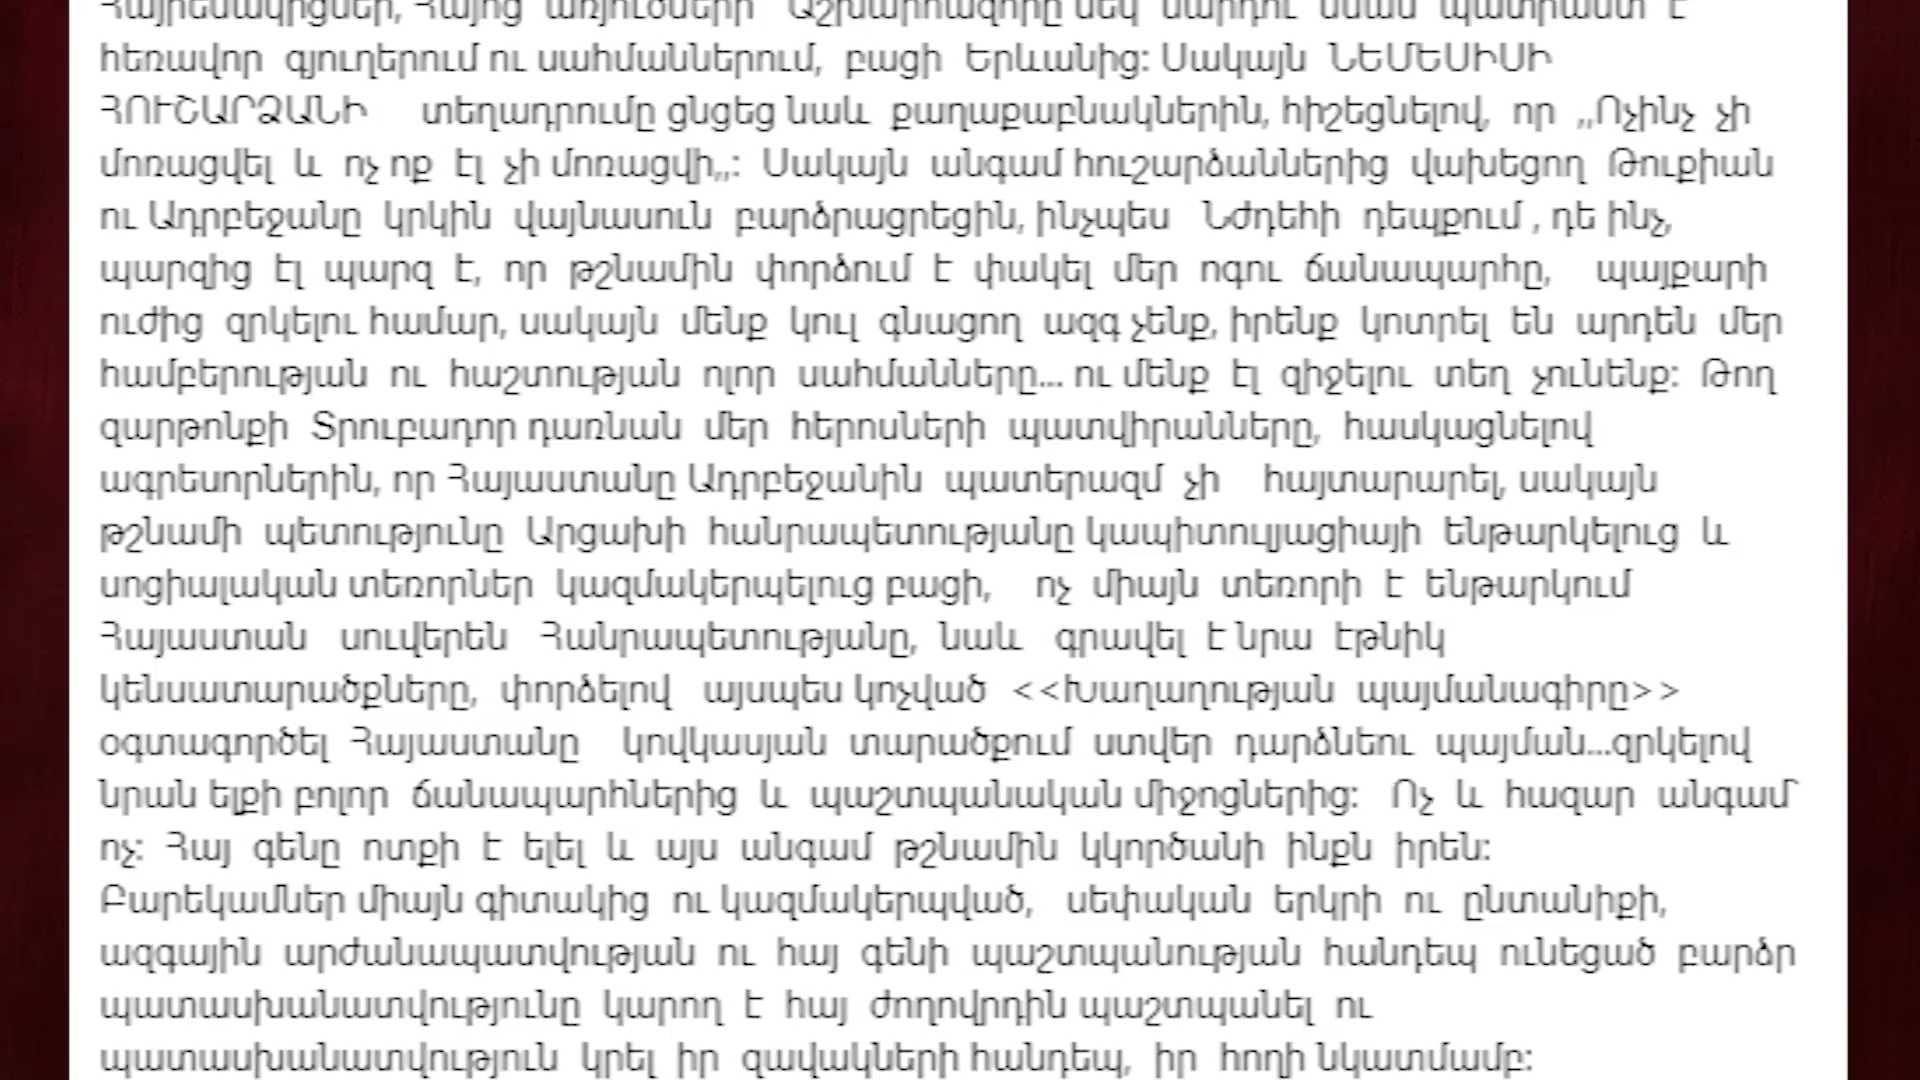 հեռավոր գյուղերում ու սահմաններում, բացի Երևանից: Սակայն ՆԵՄԵՍԻՍԻ
ՀՈՒՇԱՐՁԱՆԻ տեղադրումը ցնցեց նաև քաղաքաբնակներին, հիշեցնելով, որ ,,Ոչինչ չի
մոռացվել և ոչ ոք էլ չի մոռացվի,,: Սակայն անգամ հուշարձաններից վախեցող Թուքիան
ու Ադրբեջանը կրկին վայնասուն բարձրացրեցին, ինչպես Նժդեհի դեպքում , դե ինչ,
պարզից էլ պարզ է, որ թշնամին փորձում է փակել մեր ոգու ճանապարհը, պայքարի
ուժից զրկելու համար, սակայն մենք կուլ գնացող ազգ չենք, իրենք կոտրել են արդեն մեր
համբերության ու հաշտության ոլոր սահմանները... ու մենք էլ զիջելու տեղ չունենք: Թող
զարթոնքի Տրուբադոր դառնան մեր հերոսների պատվիրանները, հասկացնելով
ագրեսորներին, որ Հայաստանը Ադրբեջանին պատերազմ չի հայտարարել, սակայն
թշնամի պետությունը Արցախի հանրապետությանը կապիտուլյացիայի ենթարկելուց և
սոցիալական տեռորներ կազմակերպելուց բացի, ոչ միայն տեռորի է ենթարկում
Հայաստան սուվերեն Հանրապետությանը, նաև գրավել է նրա էթնիկ
կենսատարածքները, փորձելով այսպես կոչված <<Խաղաղության պայմանագիրը>>
օգտագործել Հայաստանը կովկասյան տարածքում ստվեր դարձնեու պայման...զրկելով
նրան ելքի բոլոր ճանապարհներից և պաշտպանական միջոցներից: Ոչ և հազար անգամ՝
ոչ: Հայ գենը ոտքի է ելել և այս անգամ թշնամին կկործանի ինքն իրեն:
Բարեկամներ միայն գիտակից ու կազմակերպված, սեփական երկրի ու ընտանիքի,
ազգային արժանապատվության ու հայ գենի պաշտպանության հանդեպ ունեցած բարձր
պատասխանատվությունը կարող է հայ ժողովրդին պաշտպանել ու
պատասխանատվություն կրել իր զավակների հանդեպ, իր հողի նկատմամբ: